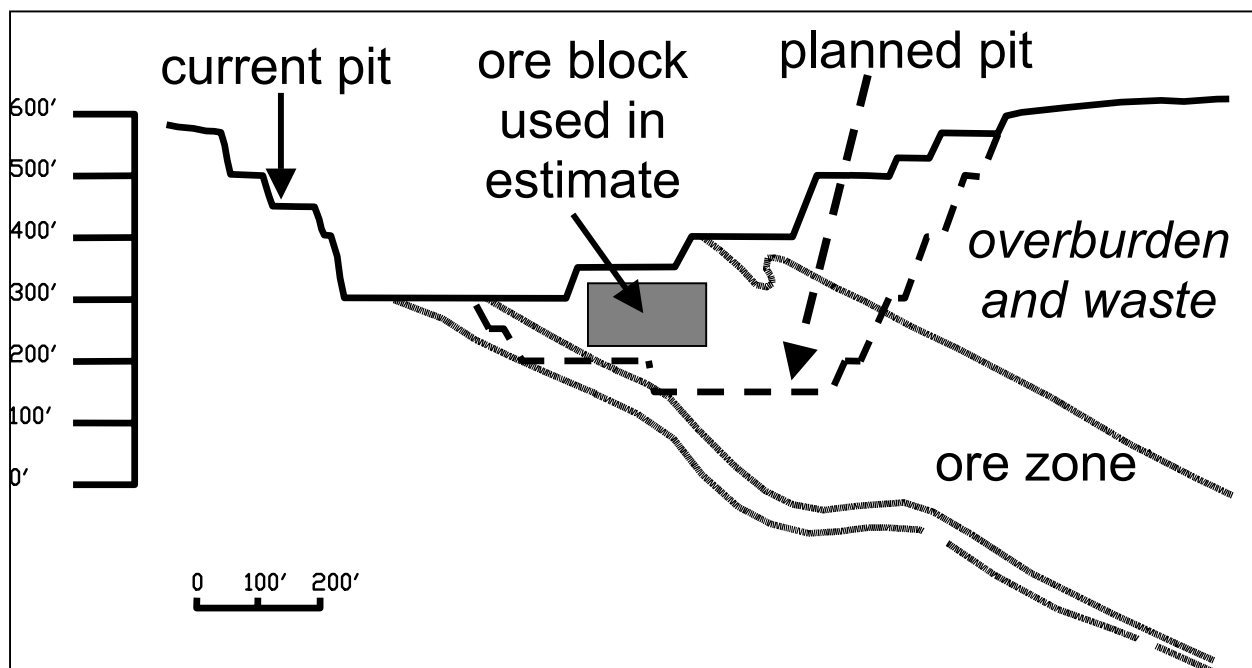 current pit
ore block
used in
estimate
planned pit
600′
500′
400′
300′
200′
100′
0′
overburden
and waste
ore zone
0 100′ 200′